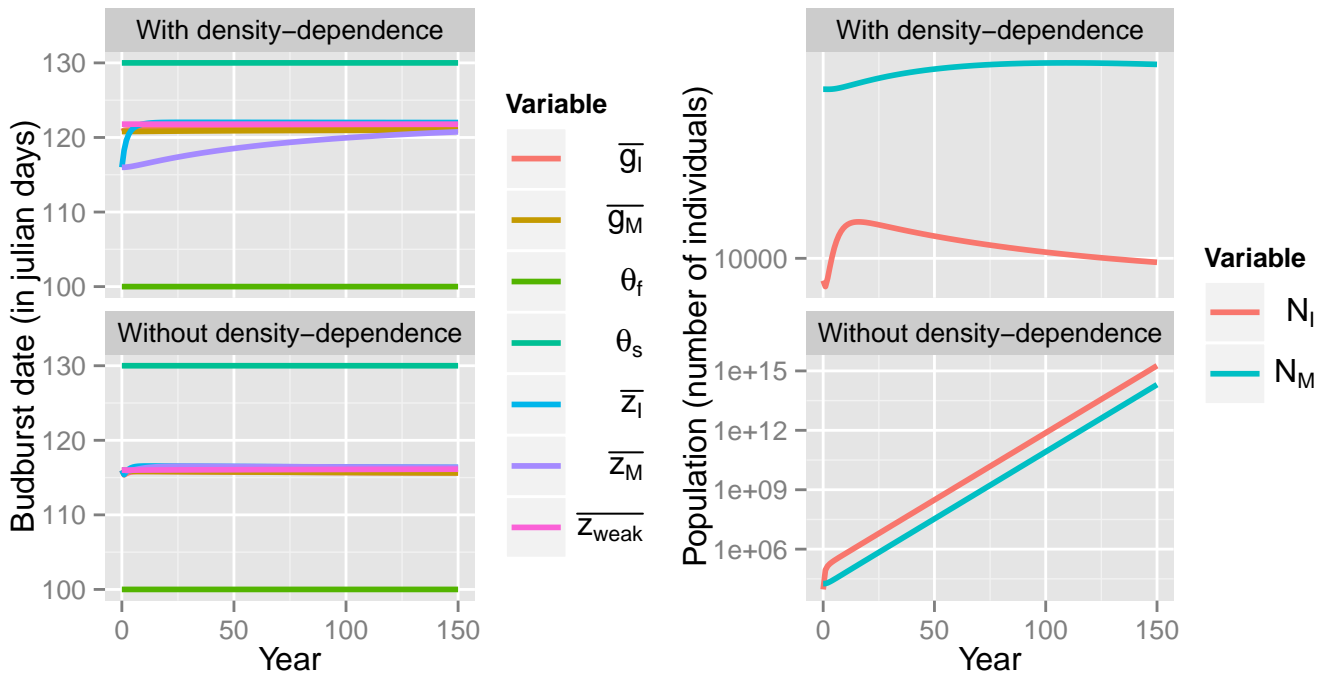 With density−dependence
130
120
110
100
Without density−dependence
130
120
110
100
0 50 100 150
Year
Budburst date (in julian days)
Variable
g_I
g_M
θ_f
θ_s
z_I
z_M
z_weak
With density−dependence
10000
Without density−dependence
1e+15
1e+12
1e+09
1e+06
0 50 100 150
Year
Population (number of individuals)
Variable
N_I
N_M